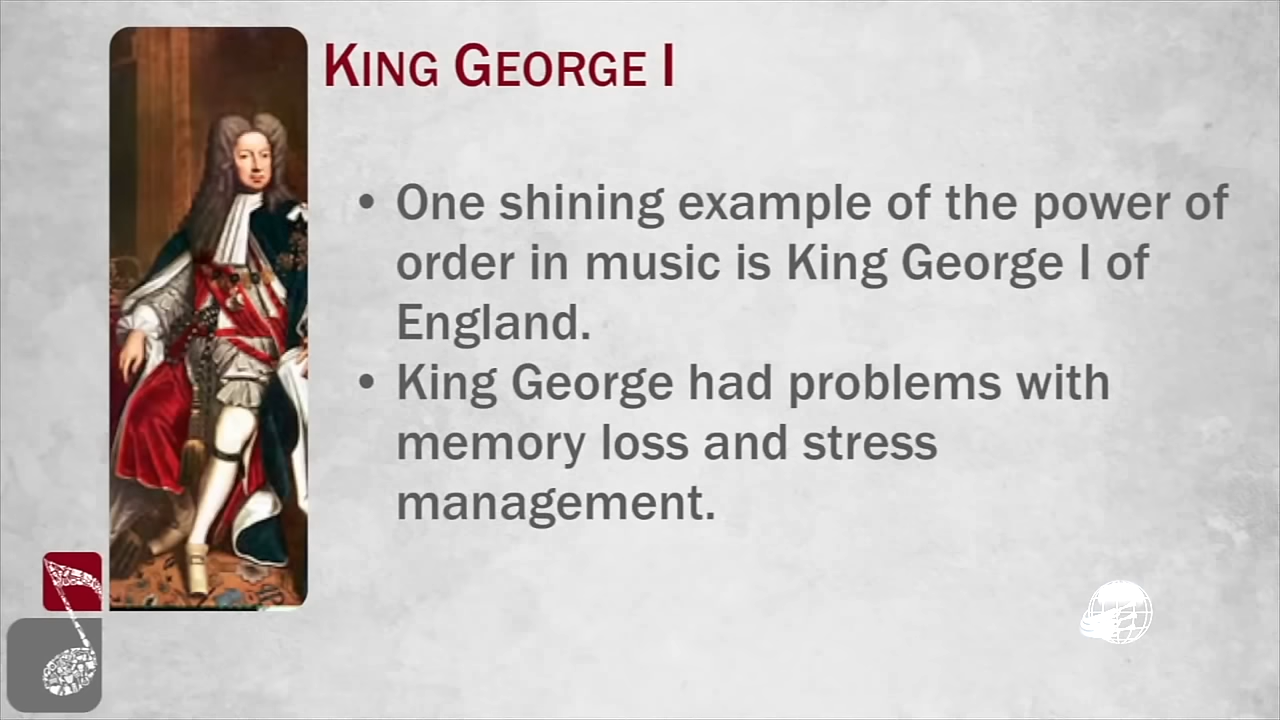 KING GEORGE I
• One shining example of the power of
order in music is King George I of
England.
• King George had problems with
memory loss and stress
management.